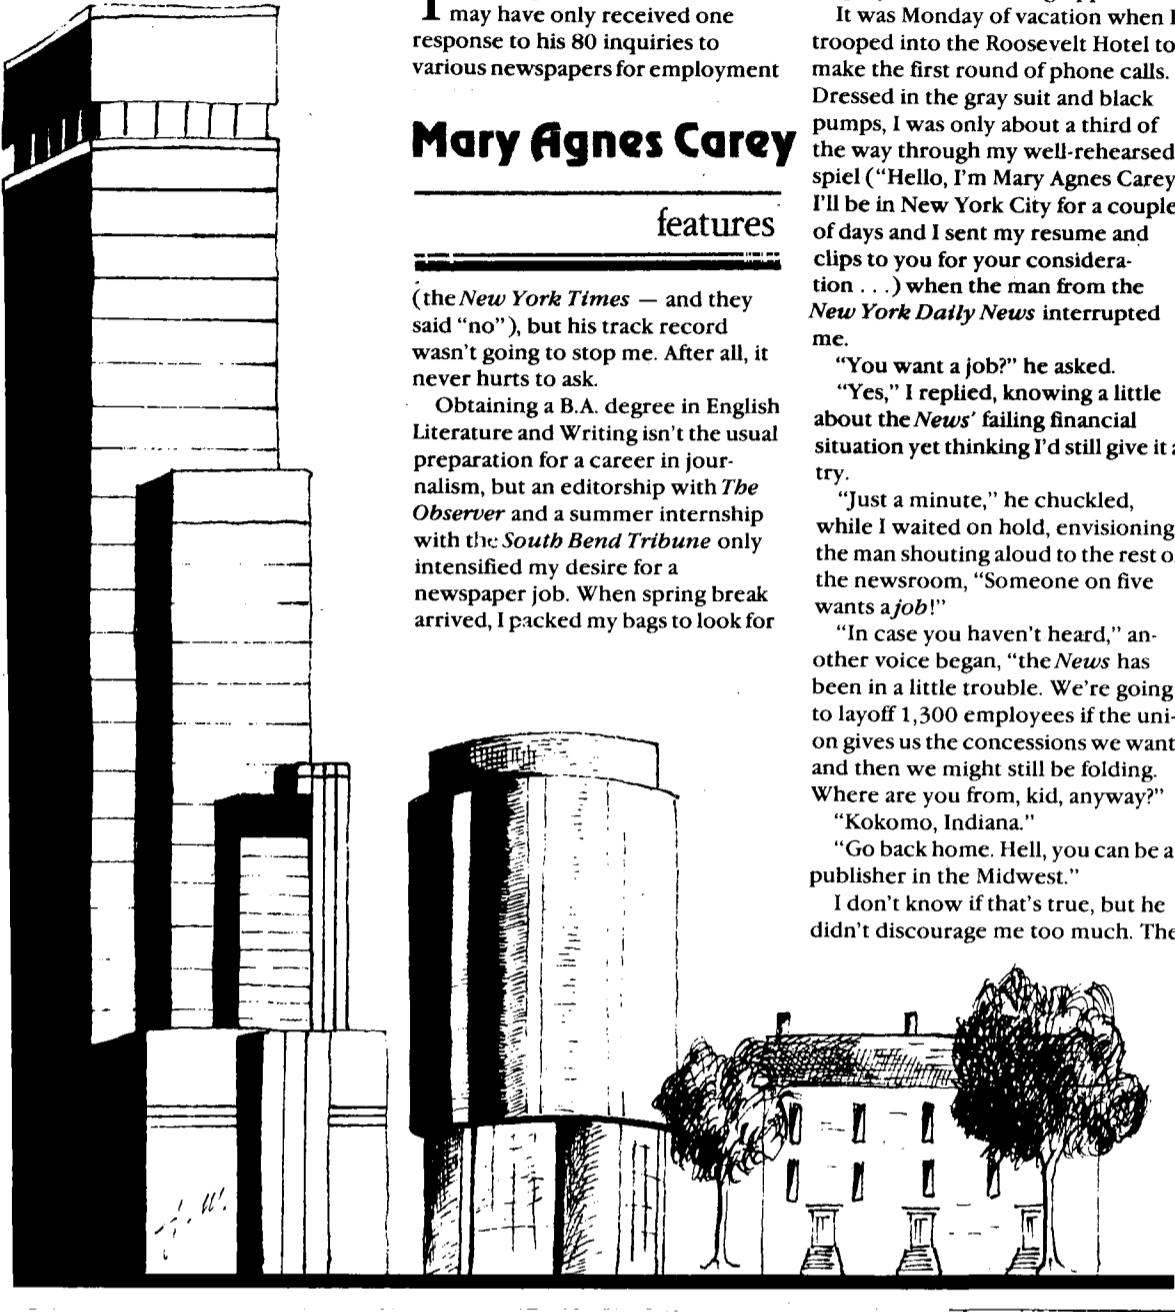 I may have only received one
response to his 80 inquiries to
various newspapers for employment
Mary Agnes Carey
features
(the New York Times — and they
said "no"), but his track record
wasn't going to stop me. After all, it
never hurts to ask.
Obtaining a B.A. degree in English
Literature and Writing isn't the usual
preparation for a career in jour-
nalism, but an editorship with The
Observer and a summer internship
with the South Bend Tribune only
intensified my desire for a
newspaper job. When spring break
arrived, I packed my bags to look for
It was Monday of vacation when I
trooped into the Roosevelt Hotel to
make the first round of phone calls.
Dressed in the gray suit and black
pumps, I was only about a third of
the way through my well-rehearsed
spiel ("Hello, I'm Mary Agnes Carey
I'll be in New York City for a couple
of days and I sent my resume and
clips to you for your considera-
tion . . .) when the man from the
New York Daily News interrupted
me.
"You want a job?" he asked.
"Yes," I replied, knowing a little
about the News' failing financial
situation yet thinking I'd still give it
try.
"Just a minute," he chuckled,
while I waited on hold, envisioning
the man shouting aloud to the rest
the newsroom, "Someone on five
wants a job!"
"In case you haven't heard," an-
other voice began, "the News has
been in a little trouble. We're going
to layoff 1,300 employees if the uni-
on gives us the concessions we want
and then we might still be folding.
Where are you from, kid, anyway?"
"Kokomo, Indiana."
"Go back home. Hell, you can be a
publisher in the Midwest."
I don't know if that's true, but he
didn't discourage me too much. The